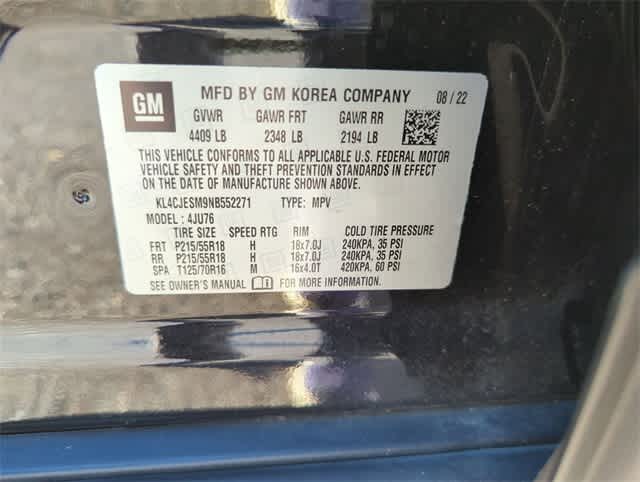 GM MFD BY GM KOREA COMPANY 08/22
GVWR GAWR FRT GAWR RR
4409 LB 2348 LB 2194 LB
THIS VEHICLE CONFORMS TO ALL APPLICABLE U.S. FEDERAL MOTOR
VEHICLE SAFETY AND THEFT PREVENTION STANDARDS IN EFFECT
ON THE DATE OF MANUFACTURE SHOWN ABOVE.
KL4CJESM9NB552271 TYPE: MPV
MODEL: 4JU76
TIRE SIZE SPEED RTG RIM COLD TIRE PRESSURE
FRT P215/55R18 H 18x7.0J 240KPA, 35 PSI
RR P215/55R18 H 18x7.0J 240KPA, 35 PSI
SPA T125/70R16 M 16x4.0T 420KPA, 60 PSI
SEE OWNER'S MANUAL FOR MORE INFORMATION.